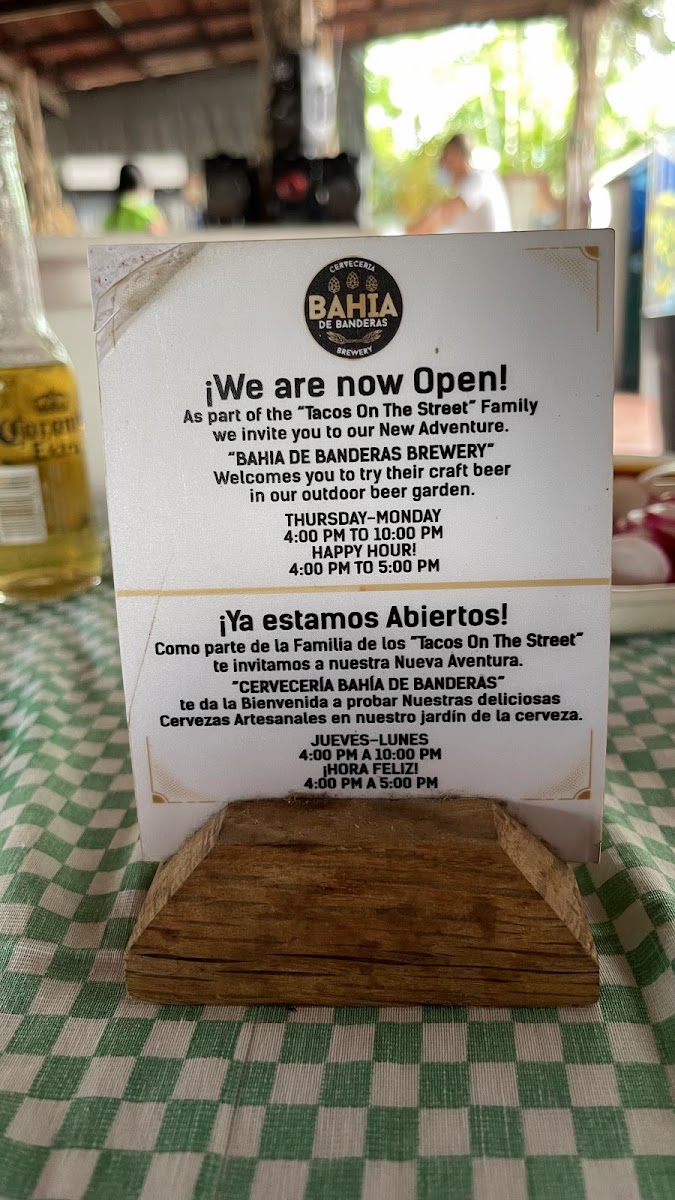 CERVECERIA
BAHIA
DE BANDERAS
BREWERY
¡We are now Open!
As part of the "Tacos On The Street" Family
we invite you to our New Adventure.
"BAHIA DE BANDERAS BREWERY"
Welcomes you to try their craft beer
in our outdoor beer garden.
THURSDAY-MONDAY
4:00 PM TO 10:00 PM
HAPPY HOUR!
4:00 PM TO 5:00 PM
¡Ya estamos Abiertos!
Como parte de la Familia de los "Tacos On The Street"
te invitamos a nuestra Nueva Aventura.
"CERVECERÍA BAHÍA DE BANDERAS"
te da la Bienvenida a probar Nuestras deliciosas
Cervezas Artesanales en nuestro jardín de la cerveza.
JUEVES-LUNES
4:00 PM A 10:00 PM
¡HORA FELIZ!
4:00 PM A 5:00 PM
Corona
Extra